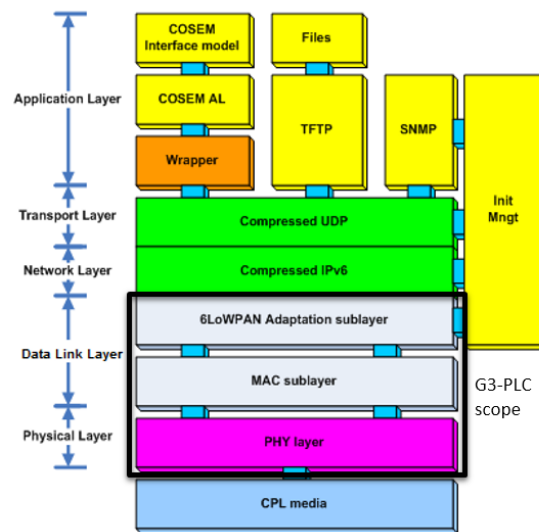 COSEM
Interface model
Files
Application Layer
COSEM AL
TFTP
SNMP
Wrapper
Init
Mngt
Transport Layer
Compressed UDP
Network Layer
Compressed IPv6
6LoWPAN Adaptation sublayer
Data Link Layer
MAC sublayer
G3-PLC
scope
Physical Layer
PHY layer
CPL media